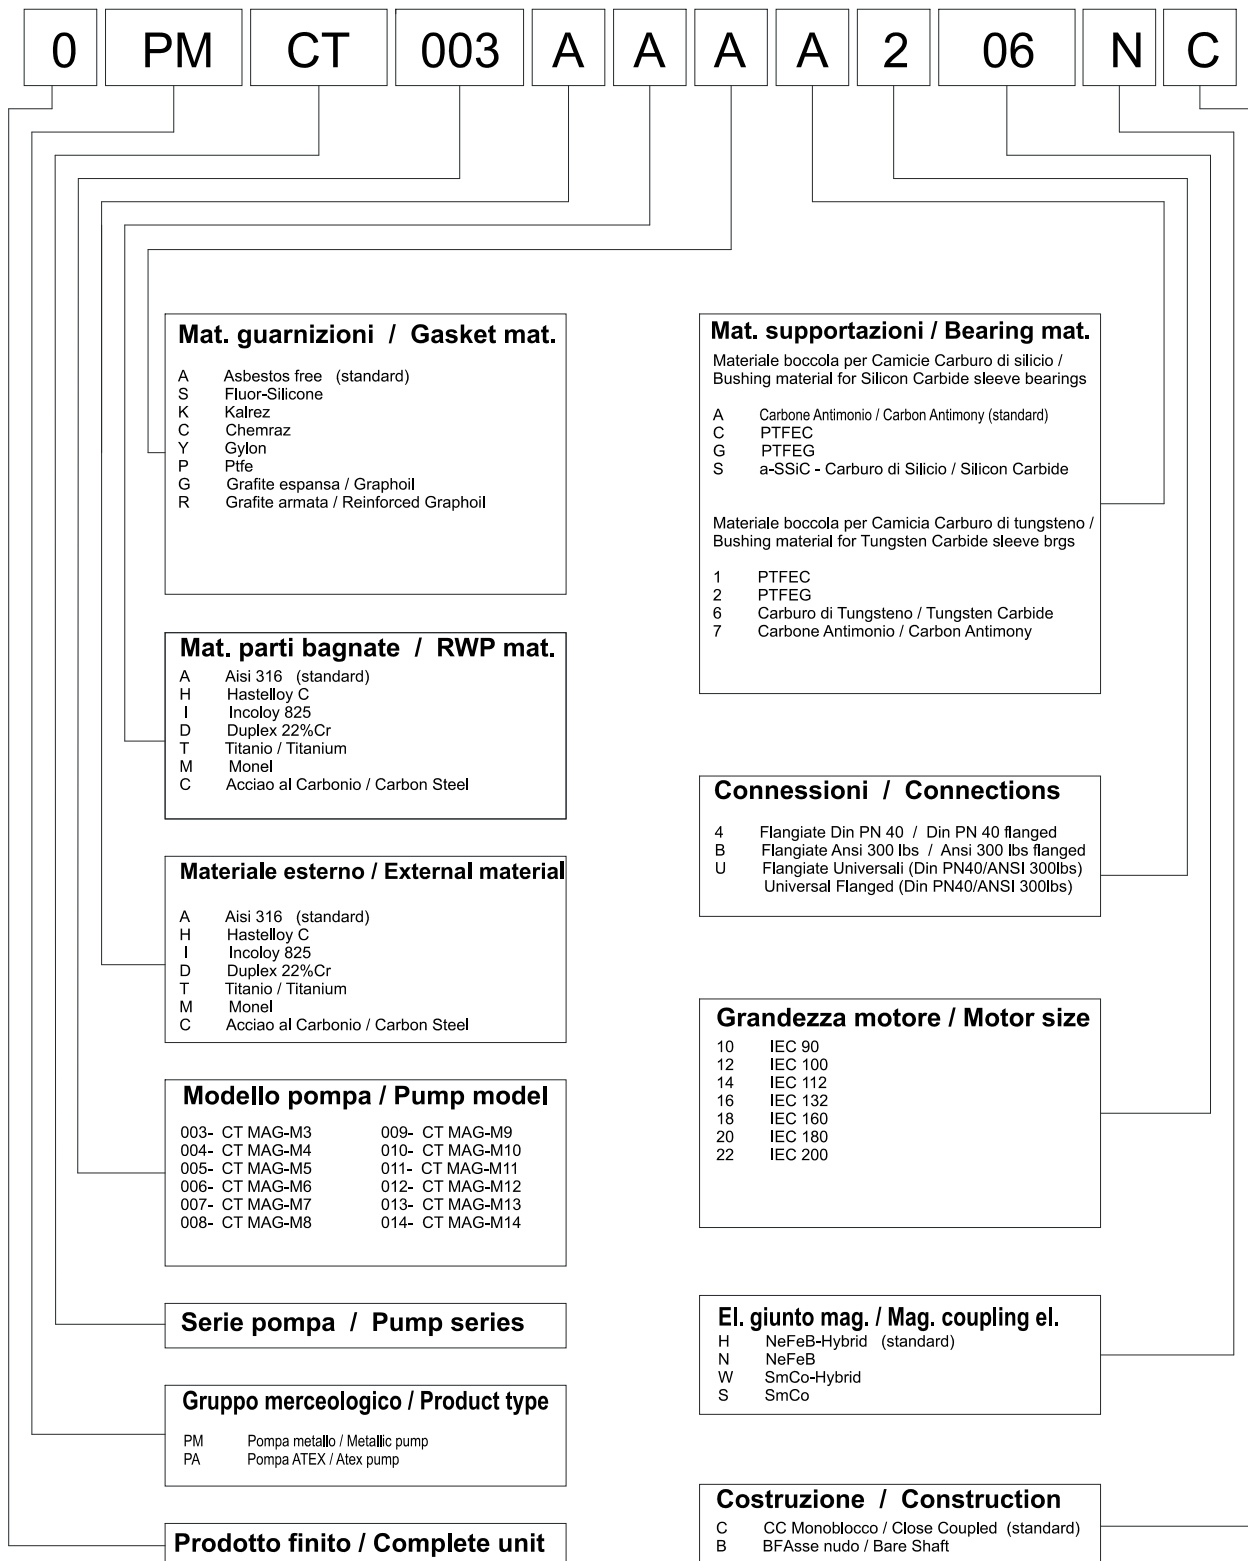 0 PM CT 003 A A A A 2 06 N C
Mat. guarnizioni / Gasket mat.
A Asbestos free (standard)
S Fluor-Silicone
K Kalrez
C Chemraz
Y Gylon
P Ptfe
G Grafite espansa / Graphoil
R Grafite armata / Reinforced Graphoil
Mat. parti bagnate / RWP mat.
A Aisi 316 (standard)
H Hastelloy C
I Incoloy 825
D Duplex 22%Cr
T Titanio / Titanium
M Monel
C Acciao al Carbonio / Carbon Steel
Materiale esterno / External material
A Aisi 316 (standard)
H Hastelloy C
I Incoloy 825
D Duplex 22%Cr
T Titanio / Titanium
M Monel
C Acciao al Carbonio / Carbon Steel
Modello pompa / Pump model
003- CT MAG-M3 009- CT MAG-M9
004- CT MAG-M4 010- CT MAG-M10
005- CT MAG-M5 011- CT MAG-M11
006- CT MAG-M6 012- CT MAG-M12
007- CT MAG-M7 013- CT MAG-M13
008- CT MAG-M8 014- CT MAG-M14
Serie pompa / Pump series
Gruppo merceologico / Product type
PM Pompa metallo / Metallic pump
PA Pompa ATEX / Atex pump
Prodotto finito / Complete unit
Mat. supportazioni / Bearing mat.
Materiale boccola per Camicie Carburo di silicio /
Bushing material for Silicon Carbide sleeve bearings
A Carbone Antimonio / Carbon Antimony (standard)
C PTFEC
G PTFEG
S a-SSiC - Carburo di Silicio / Silicon Carbide
Materiale boccola per Camicia Carburo di tungsteno /
Bushing material for Tungsten Carbide sleeve brgs
1 PTFEC
2 PTFEG
6 Carburo di Tungsteno / Tungsten Carbide
7 Carbone Antimonio / Carbon Antimony
Connessioni / Connections
4 Flangiate Din PN 40 / Din PN 40 flanged
B Flangiate Ansi 300 lbs / Ansi 300 lbs flanged
U Flangiate Universali (Din PN40/ANSI 300lbs)
Universal Flanged (Din PN40/ANSI 300lbs)
Grandezza motore / Motor size
10 IEC 90
12 IEC 100
14 IEC 112
16 IEC 132
18 IEC 160
20 IEC 180
22 IEC 200
El. giunto mag. / Mag. coupling el.
H NeFeB-Hybrid (standard)
N NeFeB
W SmCo-Hybrid
S SmCo
Costruzione / Construction
C CC Monoblocco / Close Coupled (standard)
B BFAsse nudo / Bare Shaft